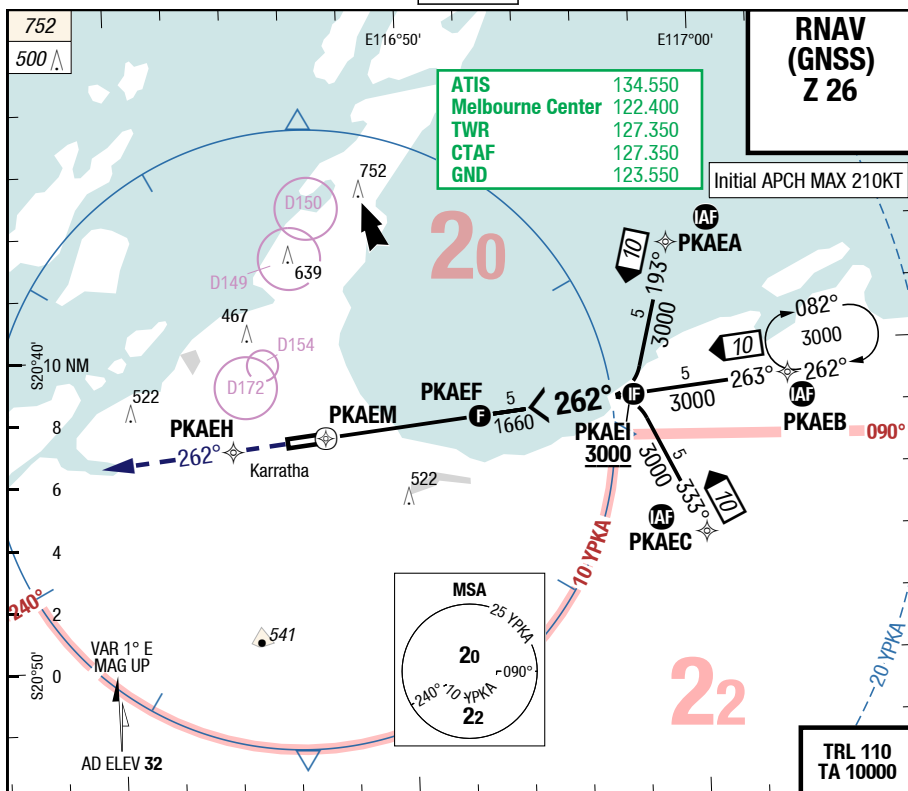 752
500
E116°50'
E117°00'
RNAV
(GNSS)
Z 26
ATIS 134.550
Melbourne Center 122.400
TWR 127.350
CTAF 127.350
GND 123.550
Initial APCH MAX 210KT
752
D150
D149
639
20
IAF
PKAEA
10
193°
5
3000
467
D154
D172
082°
3000
262°
10
5
263°
3000
IAF
PKAEB
S20°40'
10 NM
8
6
4
2
0
522
PKAEH
PKAEM
PKAEF
F
5
1660
262°
IF
PKAEI
3000
090°
262°
Karratha
522
3000
5
333°
10
IAF
PKAEC
10 YPKA
240°
541
VAR 1° E
MAG UP
S20°50'
AD ELEV 32
MSA
25 YPKA
20
090°
240°
10 YPKA
22
22
20 YPKA
TRL 110
TA 10000